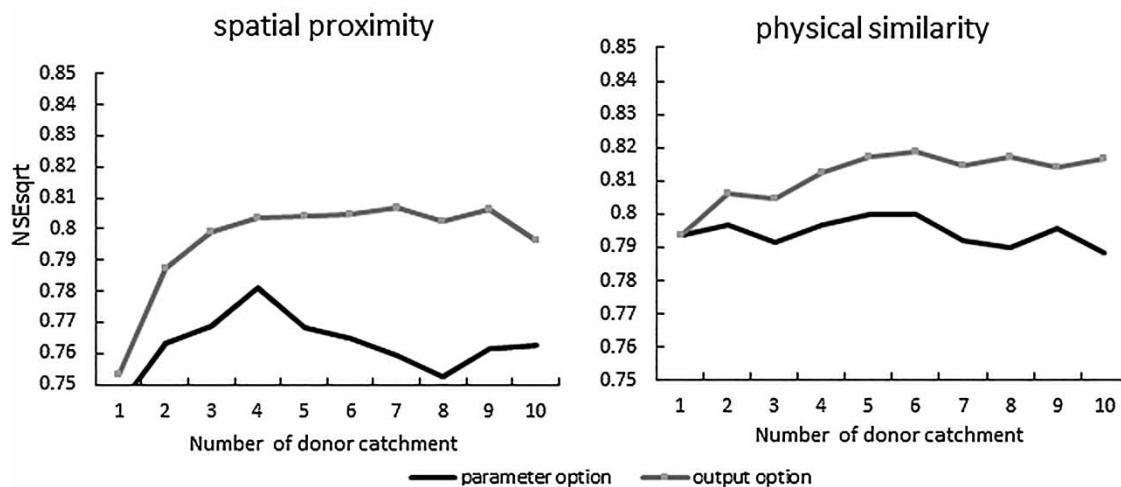 spatial proximity
NSEsqrt
0.85
0.84
0.83
0.82
0.81
0.8
0.79
0.78
0.77
0.76
0.75
1 2 3 4 5 6 7 8 9 10
Number of donor catchment
physical similarity
0.85
0.84
0.83
0.82
0.81
0.8
0.79
0.78
0.77
0.76
0.75
1 2 3 4 5 6 7 8 9 10
Number of donor catchment
parameter option output option